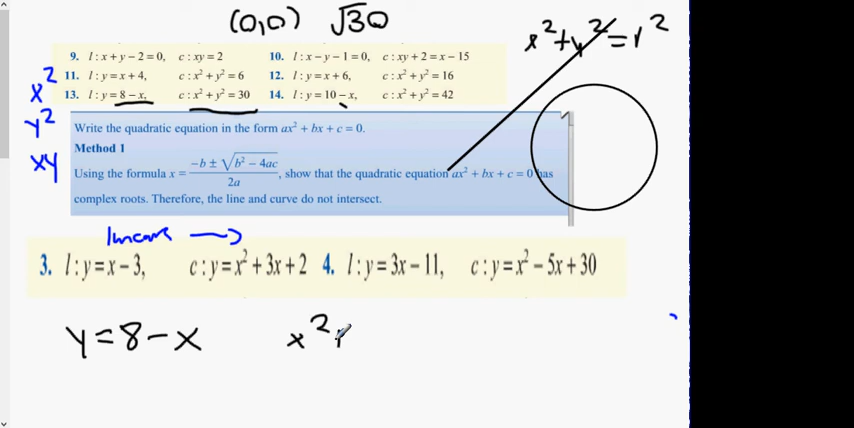 (0,0) √30
x²+y²=r²
9. l : x + y − 2 = 0, c : xy = 2 10. l : x − y − 1 = 0, c : xy + 2 = x − 15
11. l : y = x + 4, c : x² + y² = 6 12. l : y = x + 6, c : x² + y² = 16
13. l : y = 8 − x, c : x² + y² = 30 14. l : y = 10 − x, c : x² + y² = 42
x²
y²
xy
Write the quadratic equation in the form ax² + bx + c = 0.
Method 1
Using the formula x = (−b ± √(b² − 4ac))/2a, show that the quadratic equation ax² + bx + c = 0 has
complex roots. Therefore, the line and curve do not intersect.
3. l : y = x − 3, c : y = x² + 3x + 2 4. l : y = 3x − 11, c : y = x² − 5x + 30
y = 8 − x x²